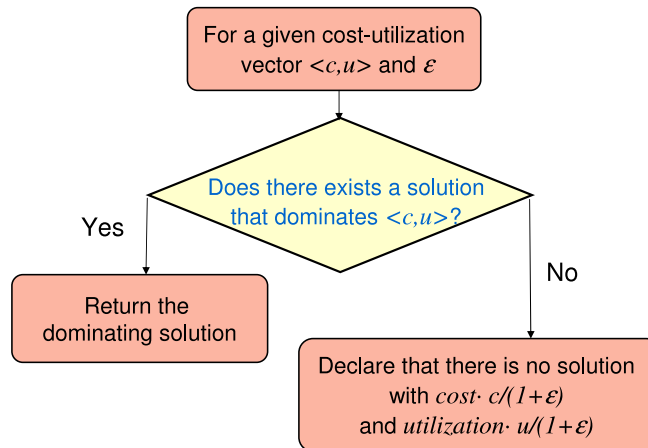 For a given cost-utilization
vector <c,u> and ε
Does there exists a solution
that dominates <c,u>?
Yes
No
Return the
dominating solution
Declare that there is no solution
with cost· c/(1+ε)
and utilization· u/(1+ε)